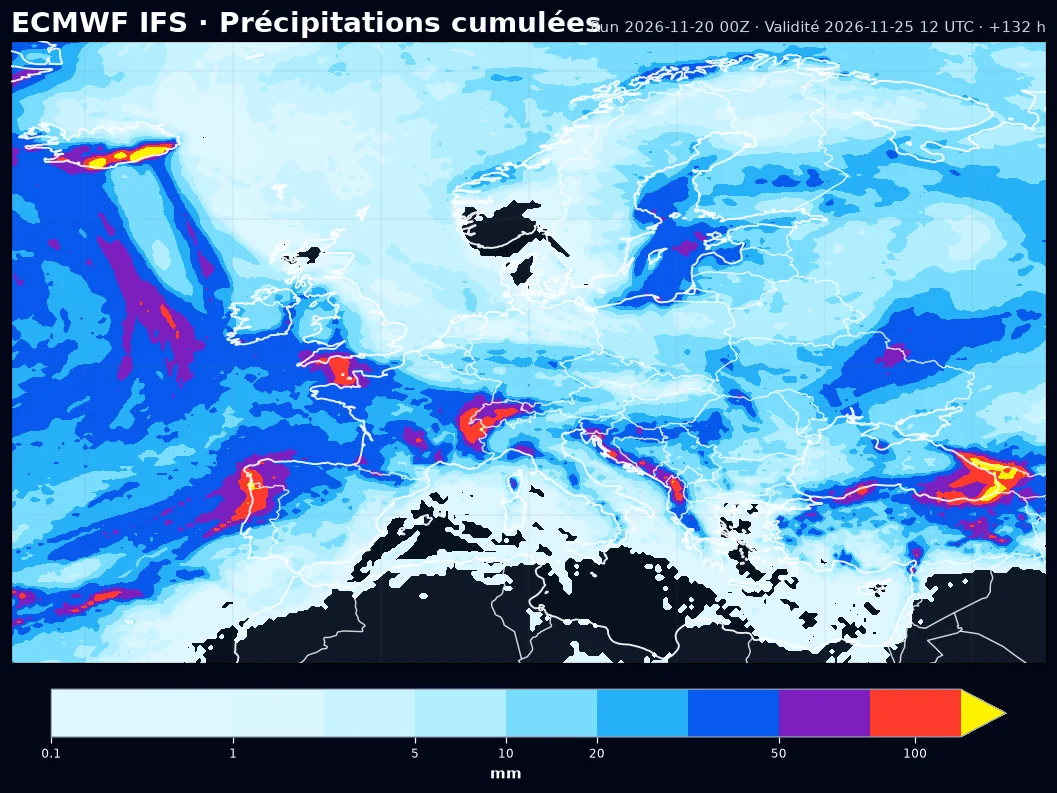 ECMWF IFS · Précipitations cumulées
Run 2026-11-20 00Z · Validité 2026-11-25 12 UTC · +132 h
0.1 1 5 10 20 50 100
mm